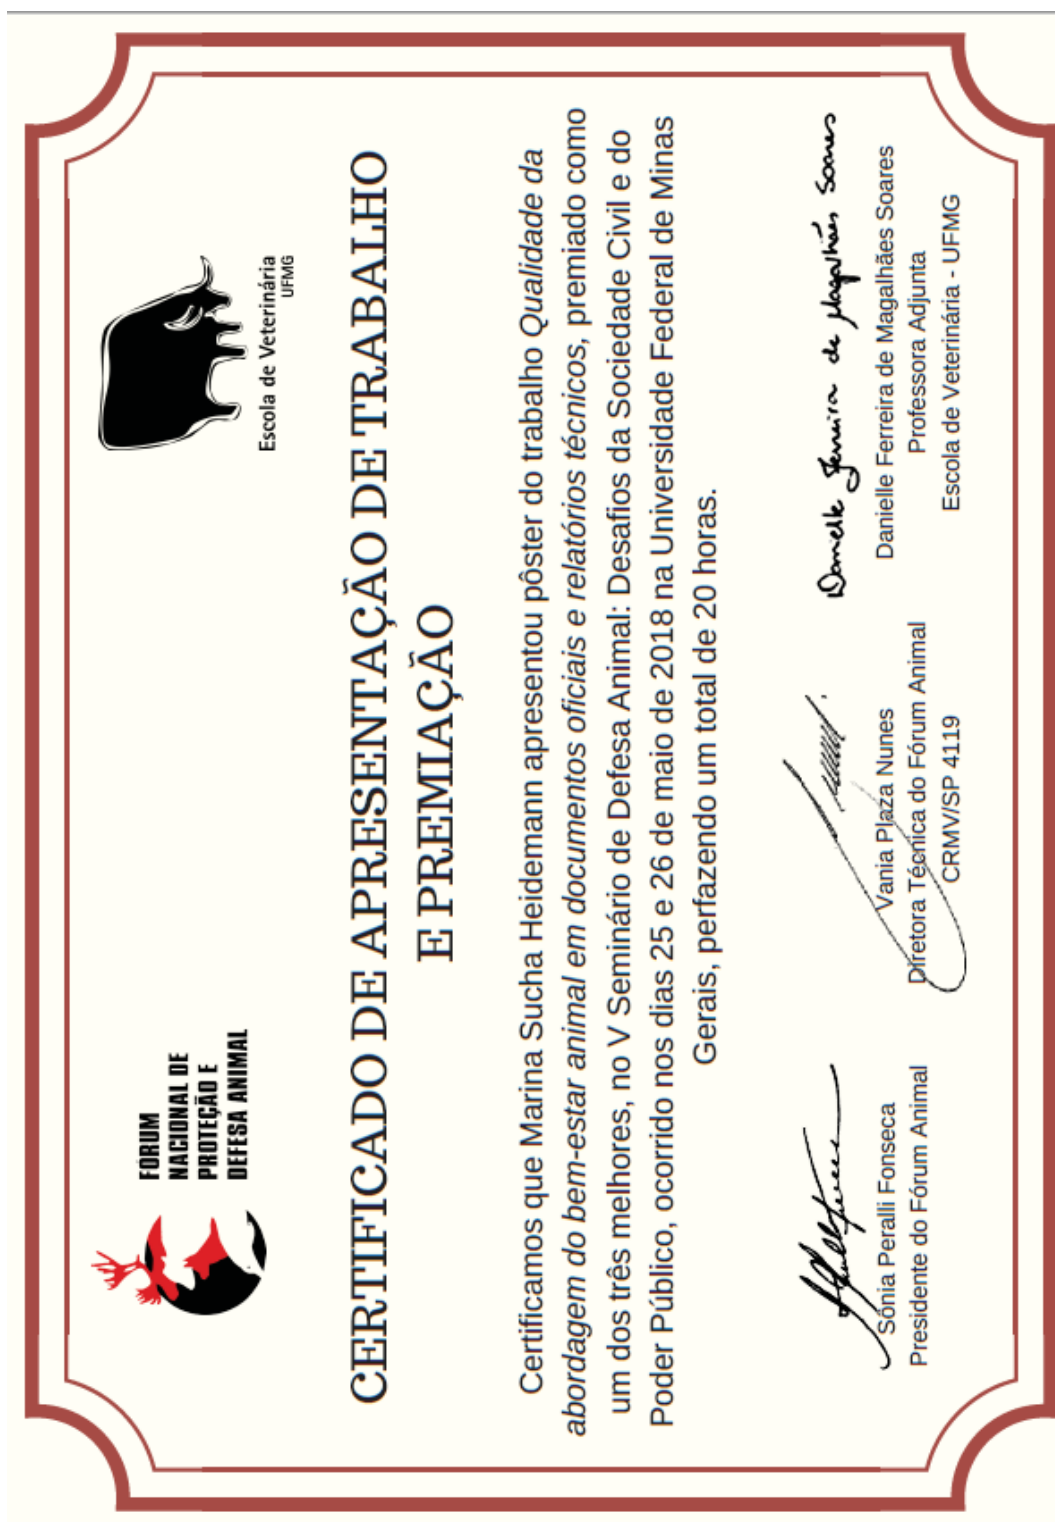 FÓRUM
NACIONAL DE
PROTEÇÃO E
DEFESA ANIMAL
Escola de Veterinária
UFMG
CERTIFICADO DE APRESENTAÇÃO DE TRABALHO
E PREMIAÇÃO
Certificamos que Marina Sucha Heidemann apresentou pôster do trabalho Qualidade da
abordagem do bem-estar animal em documentos oficiais e relatórios técnicos, premiado como
um dos três melhores, no V Seminário de Defesa Animal: Desafios da Sociedade Civil e do
Poder Público, ocorrido nos dias 25 e 26 de maio de 2018 na Universidade Federal de Minas
Gerais, perfazendo um total de 20 horas.
Sônia Peralli Fonseca
Presidente do Fórum Animal
Vania Plaza Nunes
Diretora Técnica do Fórum Animal
CRMV/SP 4119
Danielle Ferreira de Magalhães Soares
Danielle Ferreira de Magalhães Soares
Professora Adjunta
Escola de Veterinária - UFMG